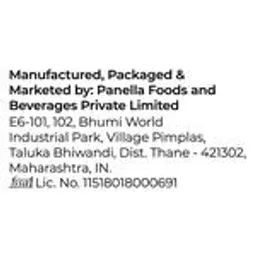 Manufactured, Packaged &
Marketed by: Panella Foods and
Beverages Private Limited
E6-101, 102, Bhumi World
Industrial Park, Village Pimplas,
Taluka Bhiwandi, Dist. Thane - 421302,
Maharashtra, IN.
fssai Lic. No. 11518018000691